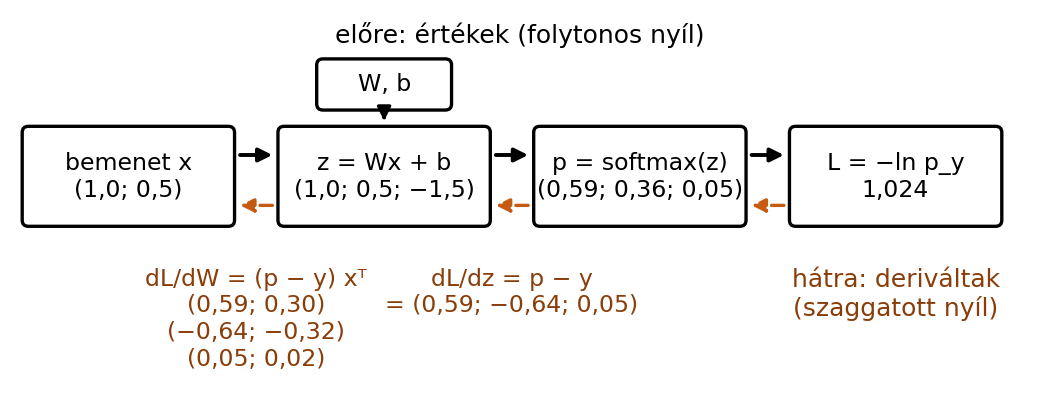 előre: értékek (folytonos nyíl)
W, b
bemenet x
(1,0; 0,5)
z = Wx + b
(1,0; 0,5; −1,5)
p = softmax(z)
(0,59; 0,36; 0,05)
L = −ln p_y
1,024
dL/dW = (p − y) xᵀ
(0,59; 0,30)
(−0,64; −0,32)
(0,05; 0,02)
dL/dz = p − y
= (0,59; −0,64; 0,05)
hátra: deriváltak
(szaggatott nyíl)